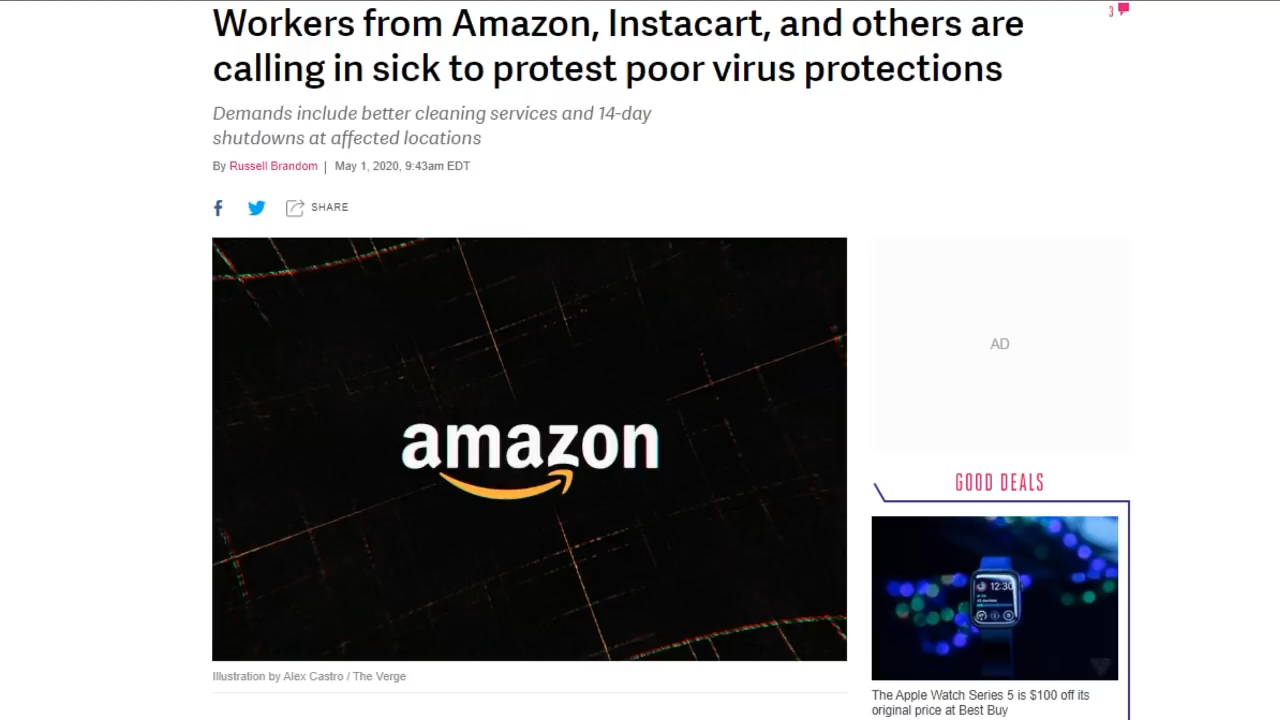 Workers from Amazon, Instacart, and others are
calling in sick to protest poor virus protections
3
Demands include better cleaning services and 14-day
shutdowns at affected locations
By Russell Brandom | May 1, 2020, 9:43am EDT
SHARE
amazon
AD
GOOD DEALS
12:30
Illustration by Alex Castro / The Verge
The Apple Watch Series 5 is $100 off its
original price at Best Buy